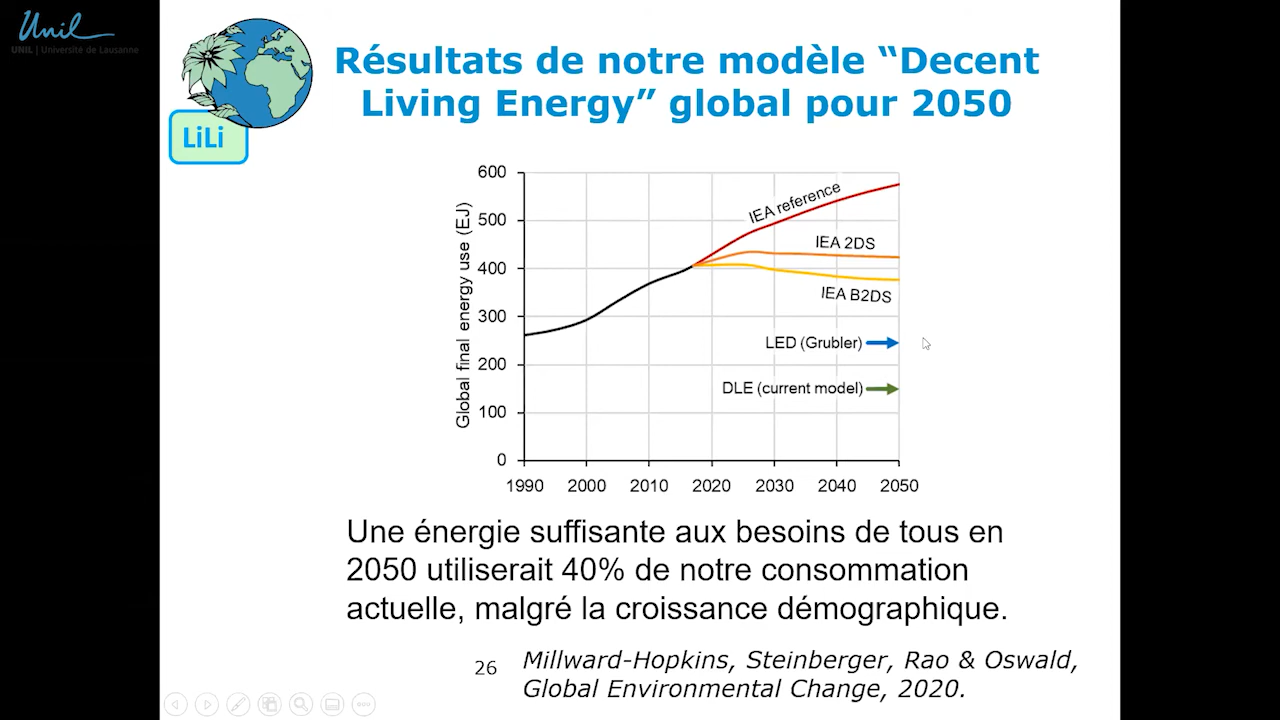 Unil
UNIL | Université de Lausanne
LiLi
Résultats de notre modèle “Decent
Living Energy” global pour 2050
Global final energy use (EJ)
600
500
400
300
200
100
0
IEA reference
IEA 2DS
IEA B2DS
LED (Grubler)
DLE (current model)
1990 2000 2010 2020 2030 2040 2050
Une énergie suffisante aux besoins de tous en
2050 utiliserait 40% de notre consommation
actuelle, malgré la croissance démographique.
26
Millward-Hopkins, Steinberger, Rao & Oswald,
Global Environmental Change, 2020.